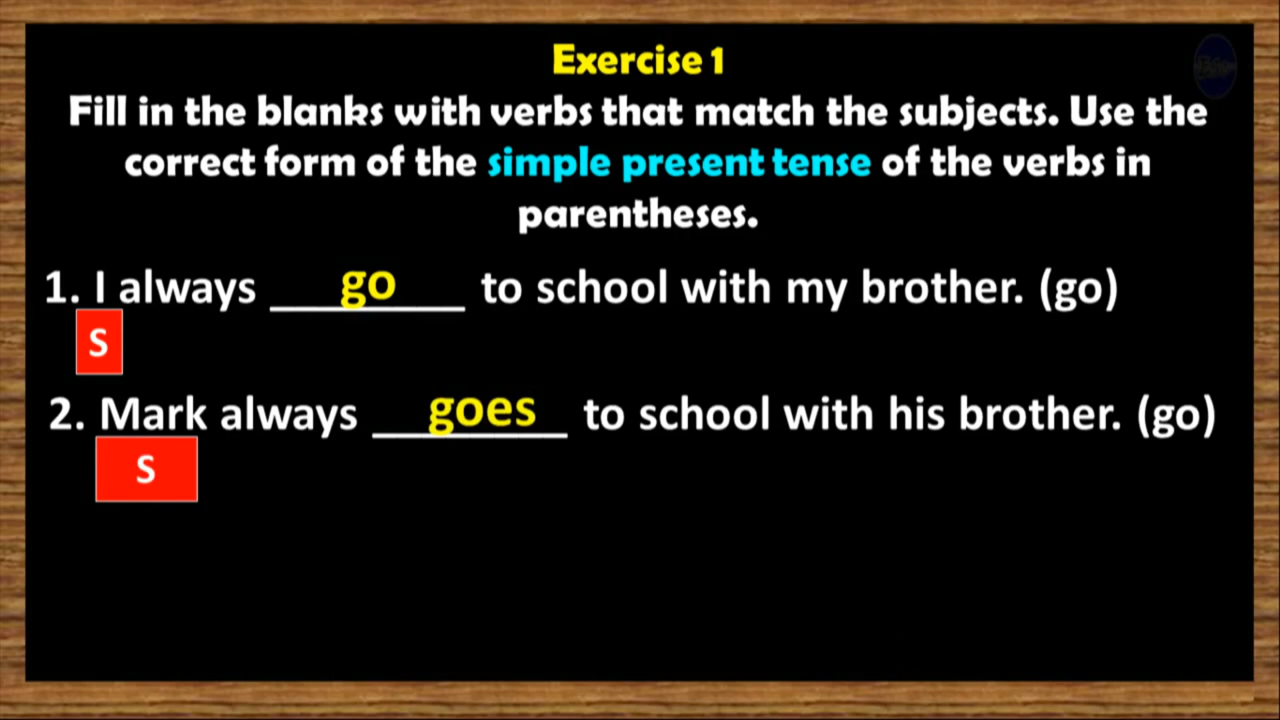 Exercise 1
Fill in the blanks with verbs that match the subjects. Use the
correct form of the simple present tense of the verbs in
parentheses.
1. I always ________ go to school with my brother. (go)
S
2. Mark always ________ goes to school with his brother. (go)
S